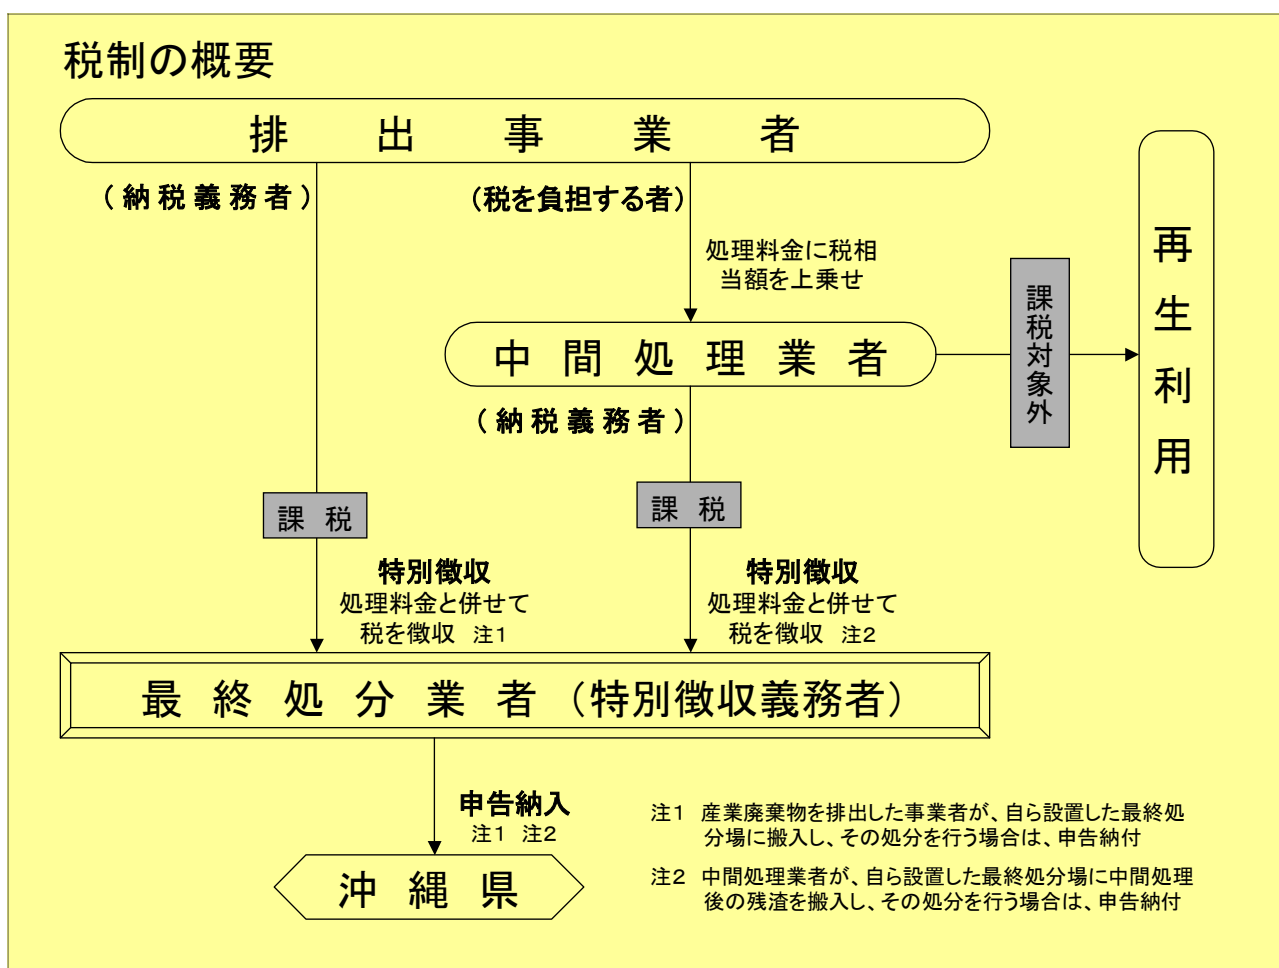 税制の概要
排出事業者
（納税義務者）
（税を負担する者）
処理料金に税相
当額を上乗せ
中間処理業者
課税対象外
再生利用
（納税義務者）
課税
課税
特別徴収
処理料金と併せて
税を徴収 注1
特別徴収
処理料金と併せて
税を徴収 注2
最終処分業者（特別徴収義務者）
申告納入
注1 注2
沖縄県
注1 産業廃棄物を排出した事業者が、自ら設置した最終処
分場に搬入し、その処分を行う場合は、申告納付
注2 中間処理業者が、自ら設置した最終処分場に中間処理
後の残渣を搬入し、その処分を行う場合は、申告納付